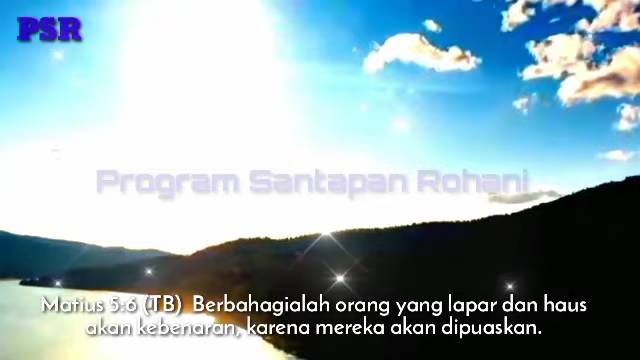 PSR
Program Santapan Rohani
Matius 5:6 (TB) Berbahagialah orang yang lapar dan haus
akan kebenaran, karena mereka akan dipuaskan.